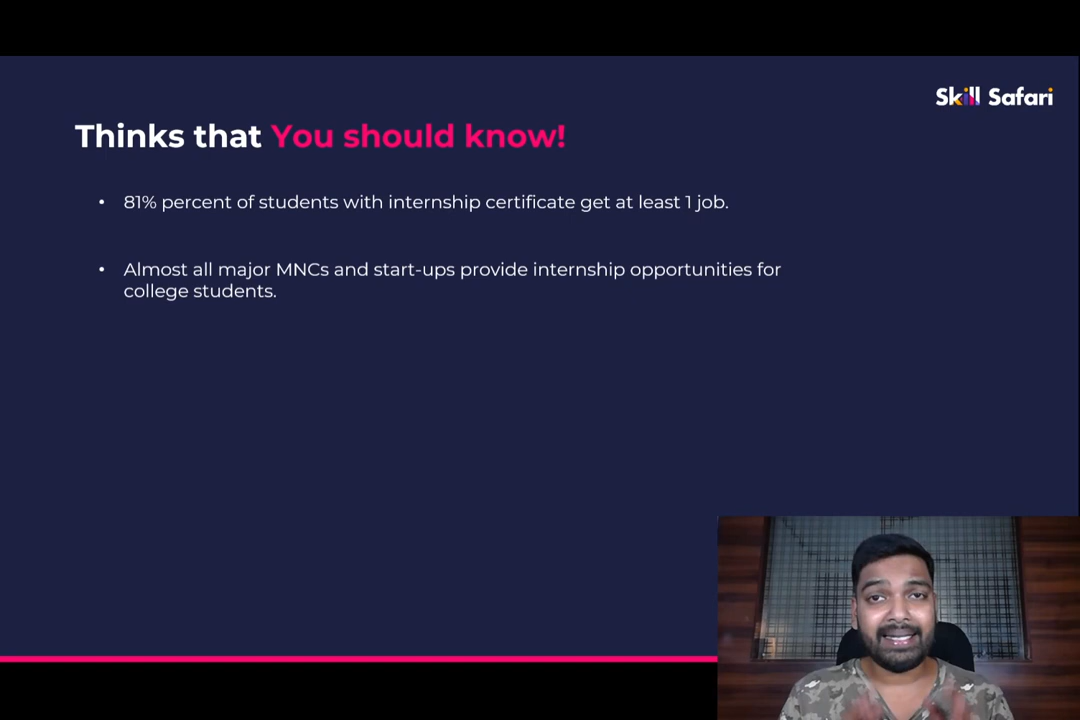 Skill Safari
Thinks that You should know!
• 81% percent of students with internship certificate get at least 1 job.
• Almost all major MNCs and start-ups provide internship opportunities for
college students.